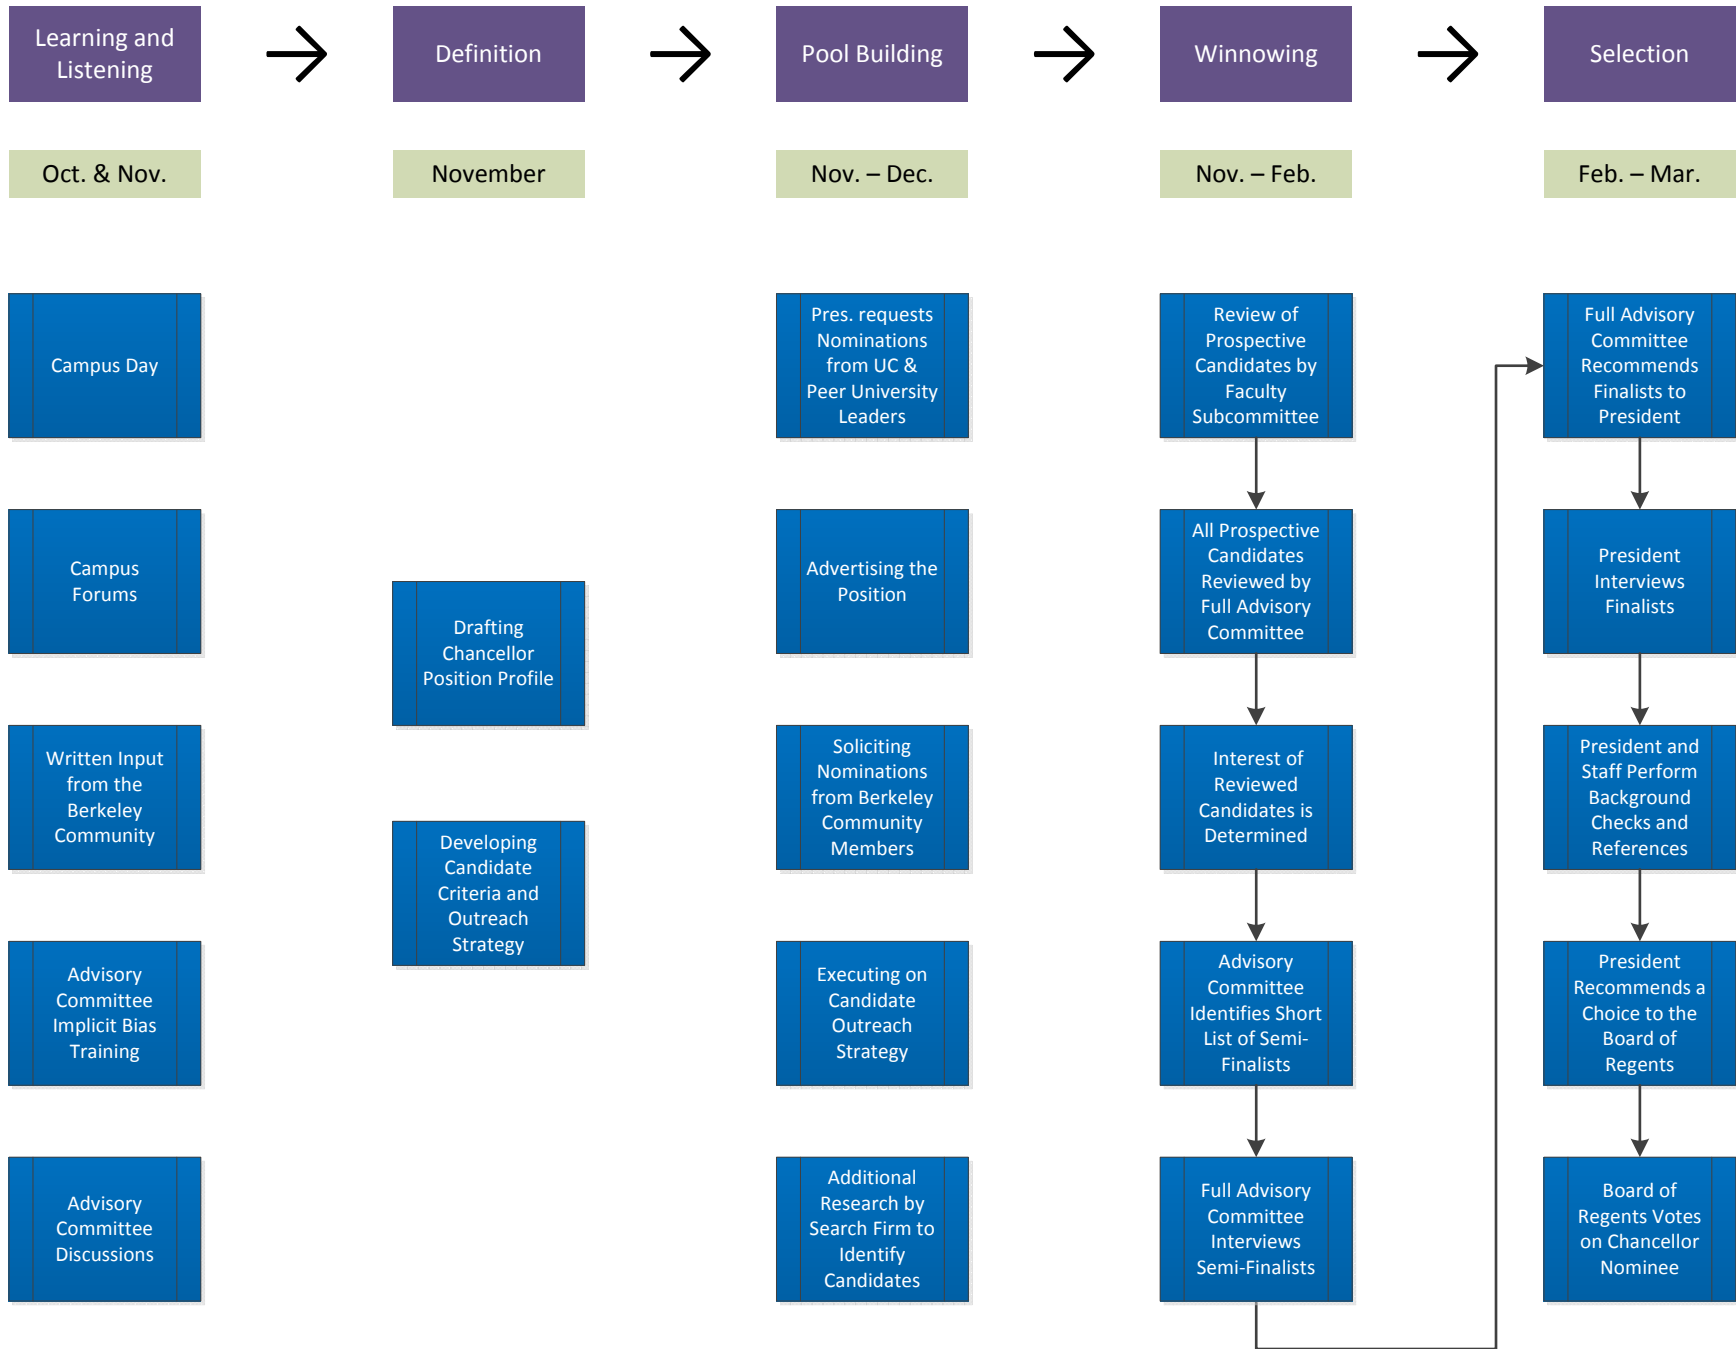 Learning and
Listening
Definition
Pool Building
Winnowing
Selection
Oct. & Nov.
November
Nov. – Dec.
Nov. – Feb.
Feb. – Mar.
Campus Day
Campus
Forums
Written Input
from the
Berkeley
Community
Advisory
Committee
Implicit Bias
Training
Advisory
Committee
Discussions
Drafting
Chancellor
Position Profile
Developing
Candidate
Criteria and
Outreach
Strategy
Pres. requests
Nominations
from UC &
Peer University
Leaders
Advertising the
Position
Soliciting
Nominations
from Berkeley
Community
Members
Executing on
Candidate
Outreach
Strategy
Additional
Research by
Search Firm to
Identify
Candidates
Review of
Prospective
Candidates by
Faculty
Subcommittee
All Prospective
Candidates
Reviewed by
Full Advisory
Committee
Interest of
Reviewed
Candidates is
Determined
Advisory
Committee
Identifies Short
List of Semi-
Finalists
Full Advisory
Committee
Interviews
Semi-Finalists
Full Advisory
Committee
Recommends
Finalists to
President
President
Interviews
Finalists
President and
Staff Perform
Background
Checks and
References
President
Recommends a
Choice to the
Board of
Regents
Board of
Regents Votes
on Chancellor
Nominee